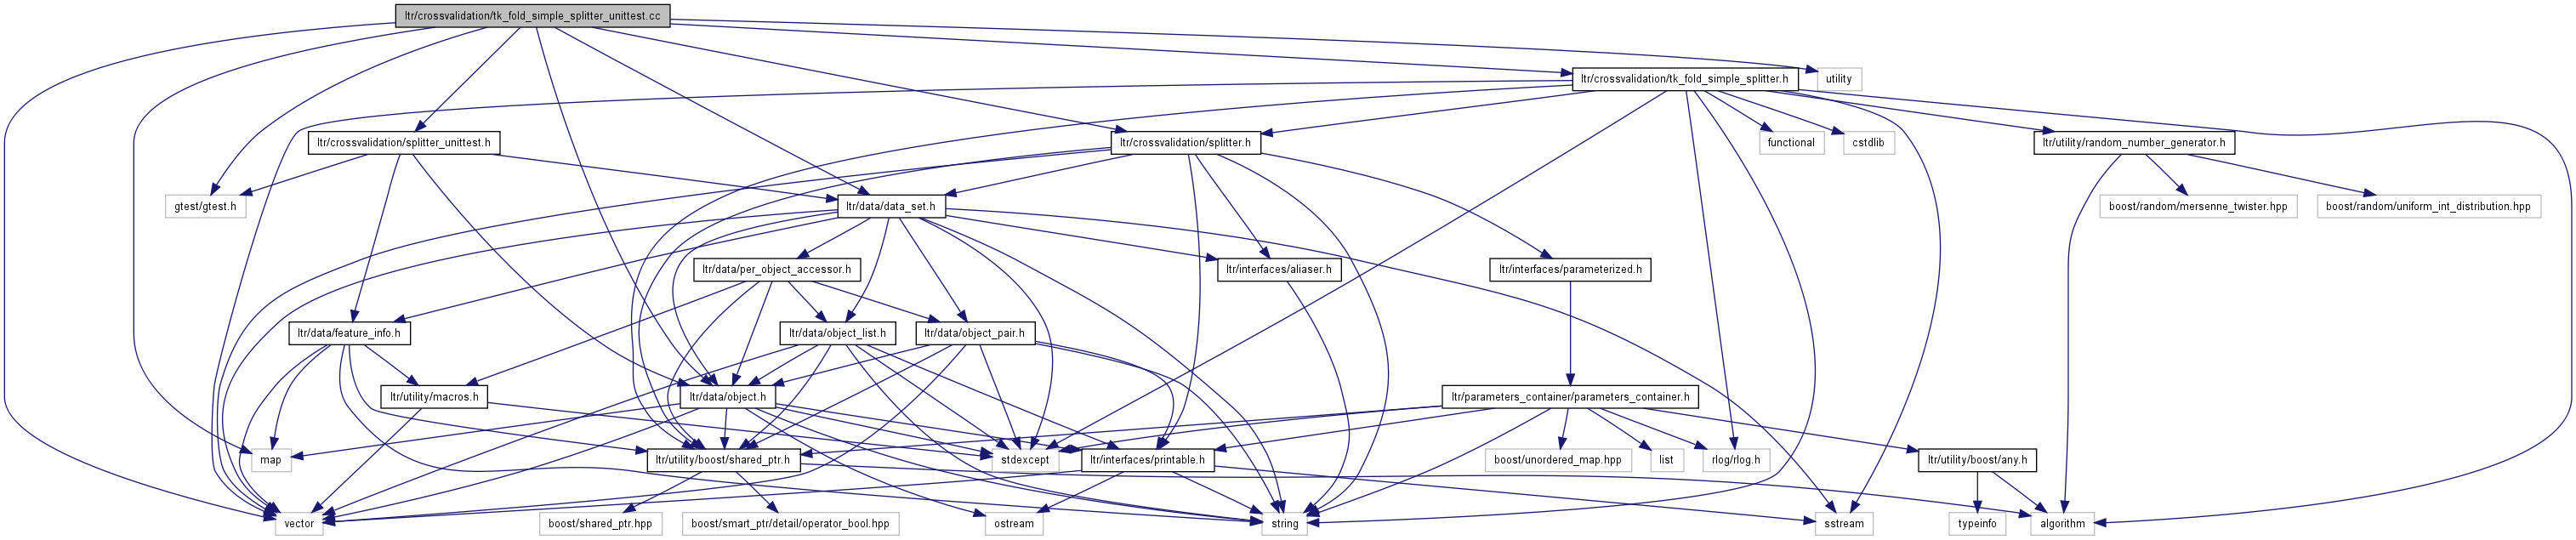 ltr/crossvalidation/tk_fold_simple_splitter_unittest.cc
ltr/crossvalidation/tk_fold_simple_splitter.h
utility
ltr/crossvalidation/splitter_unittest.h
ltr/crossvalidation/splitter.h
functional
cstdlib
ltr/utility/random_number_generator.h
gtest/gtest.h
ltr/data/data_set.h
boost/random/mersenne_twister.hpp
boost/random/uniform_int_distribution.hpp
ltr/data/per_object_accessor.h
ltr/interfaces/aliaser.h
ltr/interfaces/parameterized.h
ltr/data/feature_info.h
ltr/data/object_list.h
ltr/data/object_pair.h
ltr/utility/macros.h
ltr/data/object.h
ltr/parameters_container/parameters_container.h
map
ltr/utility/boost/shared_ptr.h
stdexcept
ltr/interfaces/printable.h
boost/unordered_map.hpp
list
rlog/rlog.h
ltr/utility/boost/any.h
vector
boost/shared_ptr.hpp
boost/smart_ptr/detail/operator_bool.hpp
ostream
string
sstream
typeinfo
algorithm